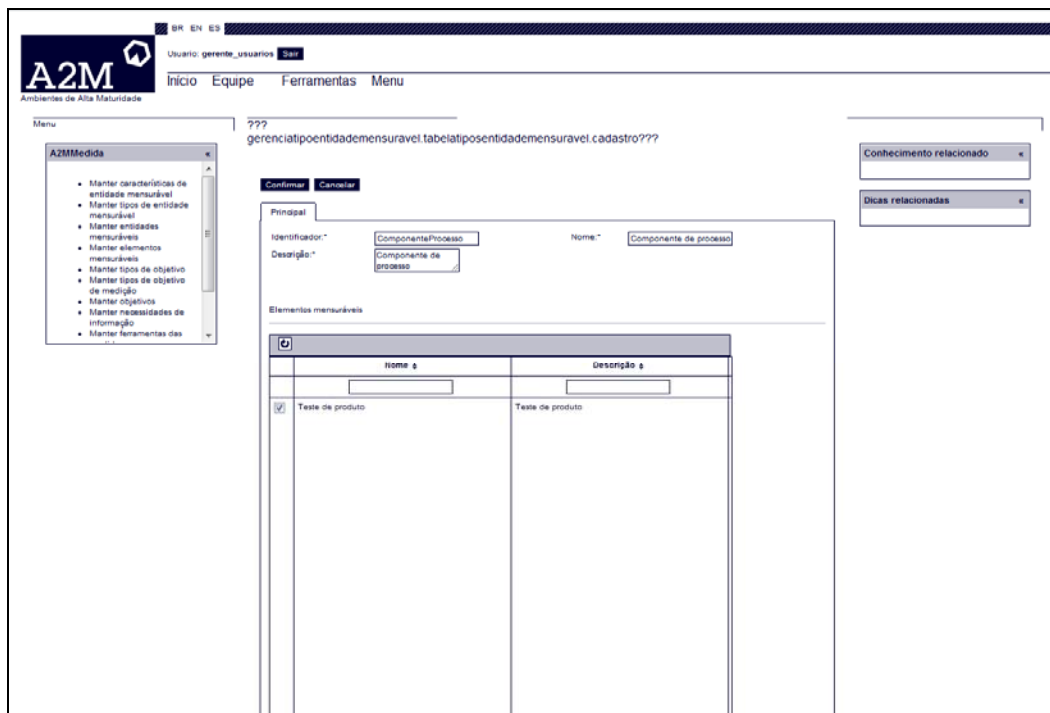 BR EN ES
Usuario: gerente_usuarios Sair
A2M
Início Equipe Ferramentas Menu
Ambientes de Alta Maturidade
Menu
A2MMedida «
Manter características de
entidade mensurável
Manter tipos de entidade
mensurável
Manter entidades
mensuráveis
Manter elementos
mensuráveis
Manter tipos de objetivo
Manter tipos de objetivo
de medição
Manter objetivos
Manter necessidades de
informação
Manter ferramentas das
???
gerenciatipoentidademensuravel.tabelatiposentidademensuravel.cadastro???
Confirmar Cancelar
Principal
Identificador:* ComponenteProcesso Nome:* Componente de processo
Descrição:* Componente de
processo
Elementos mensuráveis
Nome Descrição
Teste de produto Teste de produto
Conhecimento relacionado «
Dicas relacionadas «